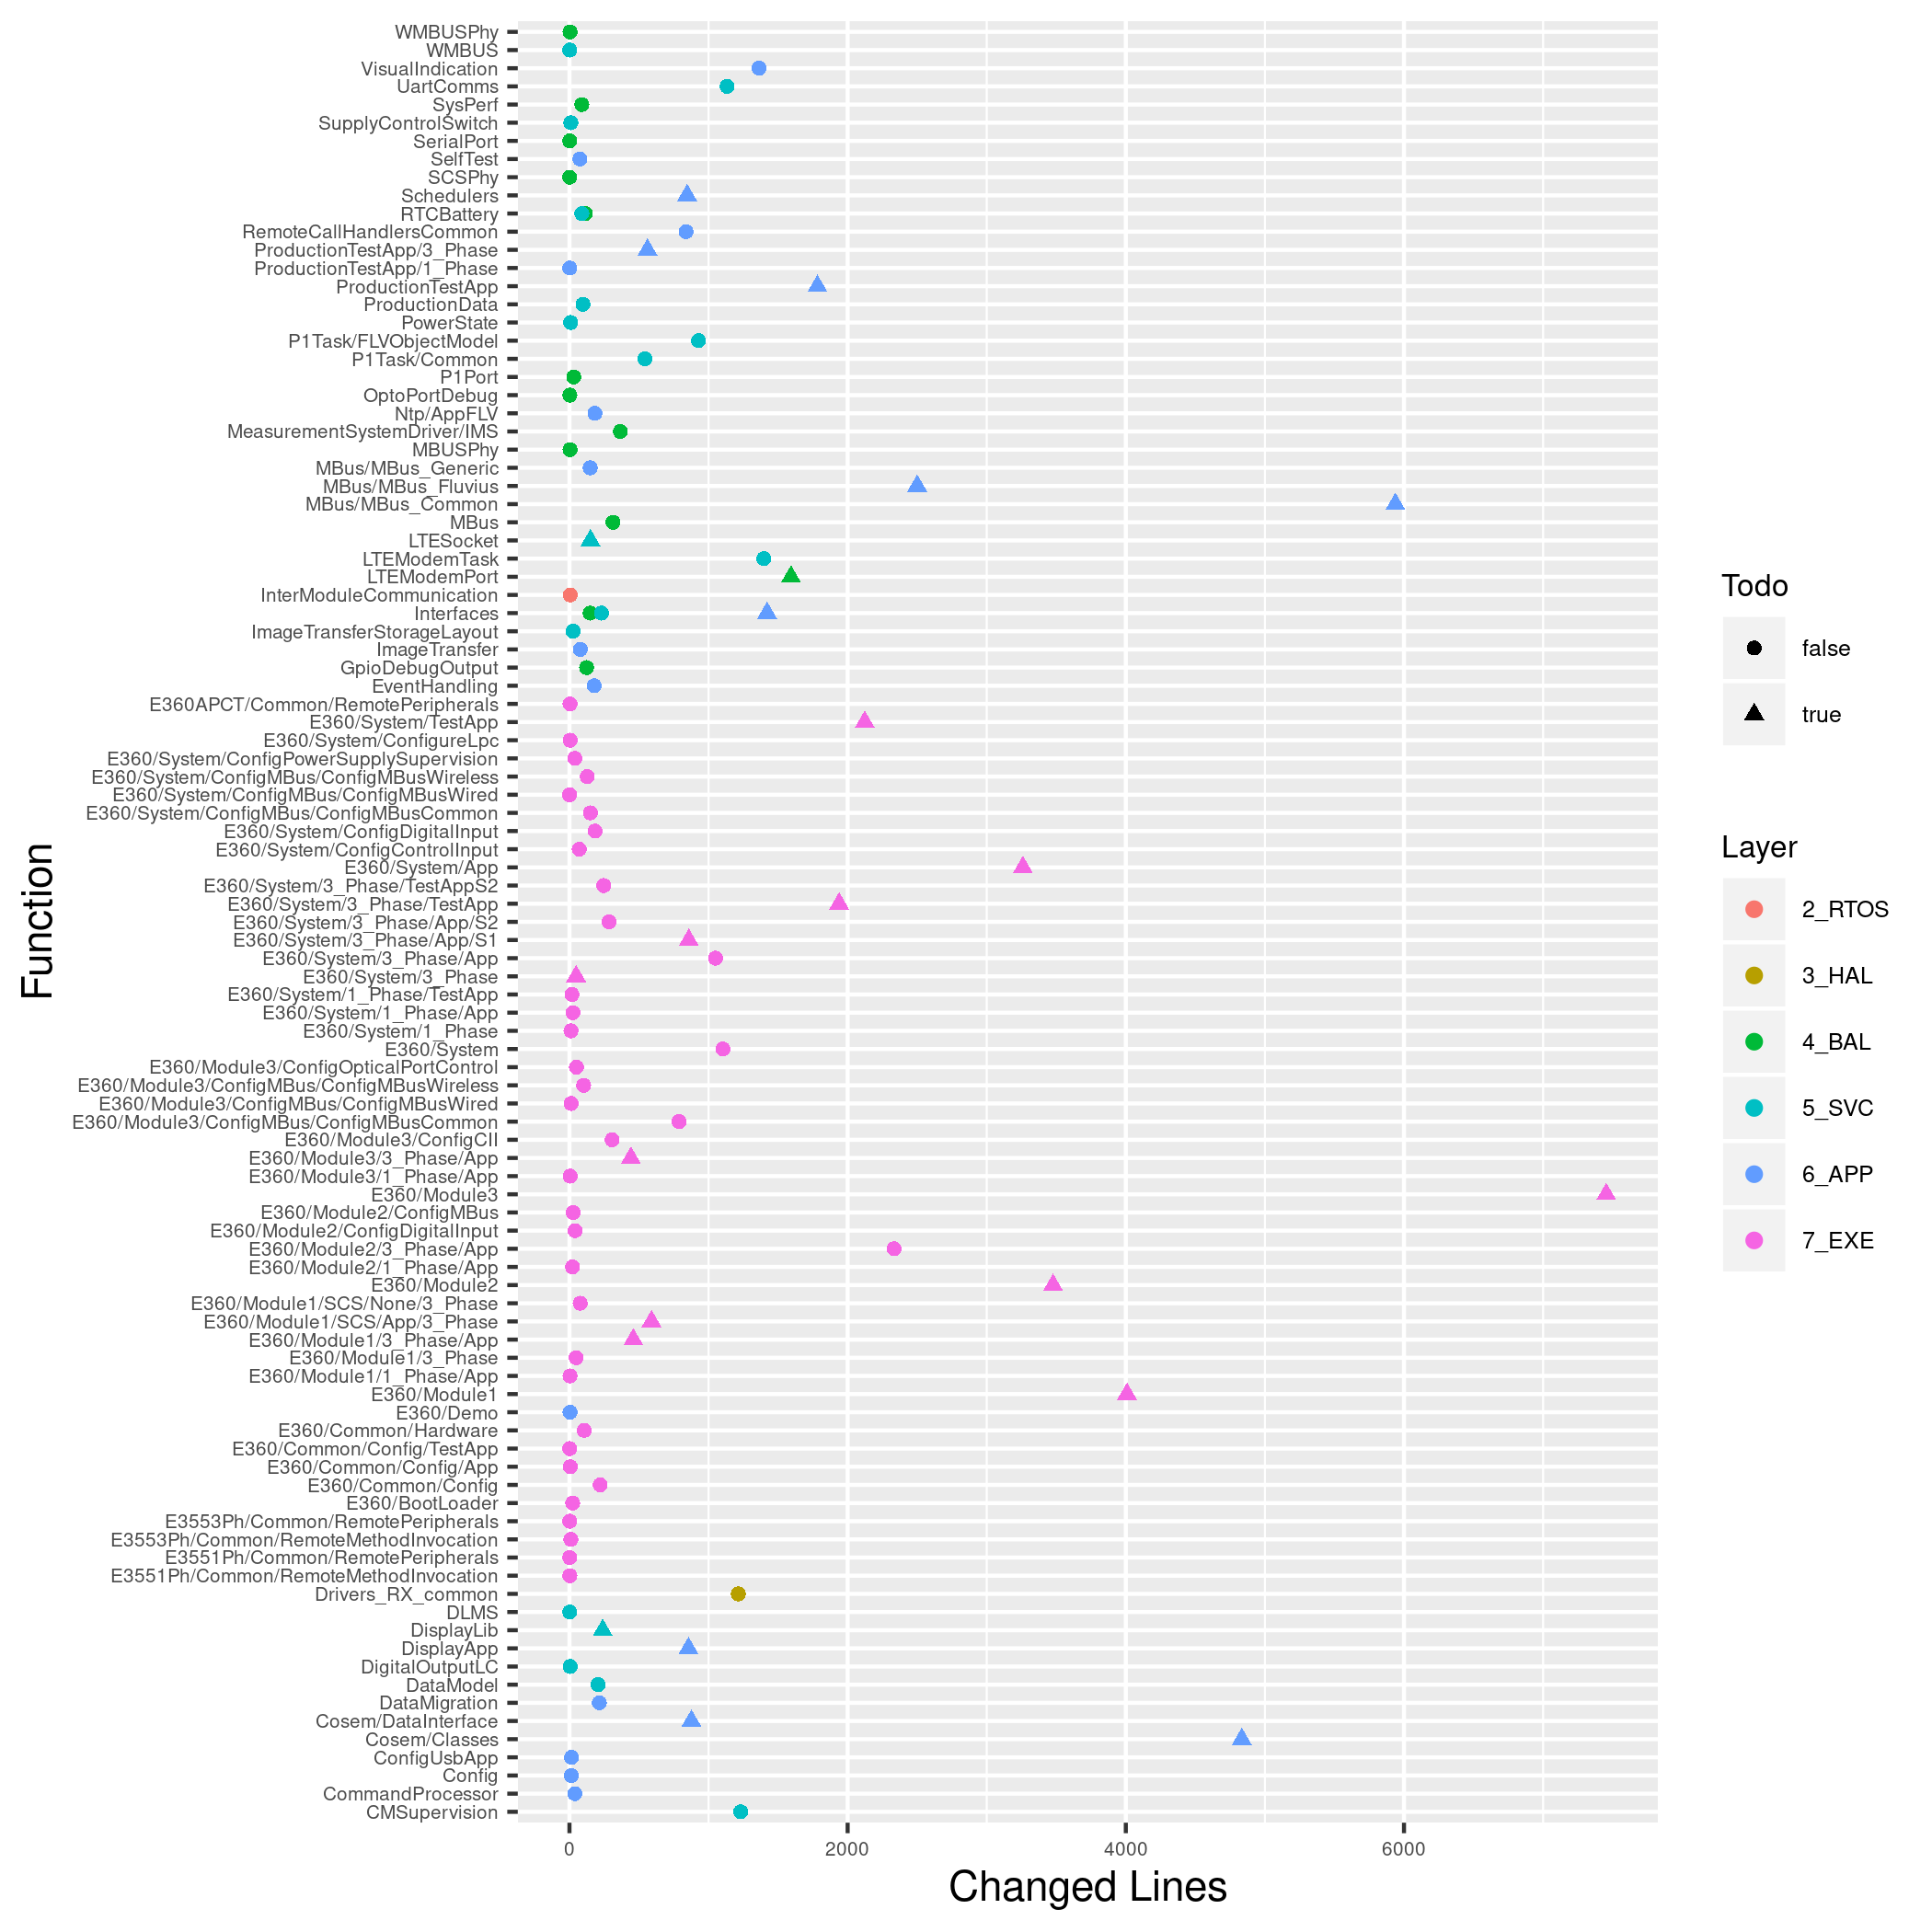 WMBUSPhy
WMBUS
VisualIndication
UartComms
SysPerf
SupplyControlSwitch
SerialPort
SelfTest
SCSPhy
Schedulers
RTCBattery
RemoteCallHandlersCommon
ProductionTestApp/3_Phase
ProductionTestApp/1_Phase
ProductionTestApp
ProductionData
PowerState
P1Task/FLVObjectModel
P1Task/Common
P1Port
OptoPortDebug
Ntp/AppFLV
MeasurementSystemDriver/IMS
MBUSPhy
MBus/MBus_Generic
MBus/MBus_Fluvius
MBus/MBus_Common
MBus
LTESocket
LTEModemTask
LTEModemPort
InterModuleCommunication
Interfaces
ImageTransferStorageLayout
ImageTransfer
GpioDebugOutput
EventHandling
E360APCT/Common/RemotePeripherals
E360/System/TestApp
E360/System/ConfigureLpc
E360/System/ConfigPowerSupplySupervision
E360/System/ConfigMBus/ConfigMBusWireless
E360/System/ConfigMBus/ConfigMBusWired
E360/System/ConfigMBus/ConfigMBusCommon
E360/System/ConfigDigitalInput
E360/System/ConfigControlInput
E360/System/App
E360/System/3_Phase/TestAppS2
E360/System/3_Phase/TestApp
E360/System/3_Phase/App/S2
E360/System/3_Phase/App/S1
E360/System/3_Phase/App
E360/System/3_Phase
E360/System/1_Phase/TestApp
E360/System/1_Phase/App
E360/System/1_Phase
E360/System
E360/Module3/ConfigOpticalPortControl
E360/Module3/ConfigMBus/ConfigMBusWireless
E360/Module3/ConfigMBus/ConfigMBusWired
E360/Module3/ConfigMBus/ConfigMBusCommon
E360/Module3/ConfigCII
E360/Module3/3_Phase/App
E360/Module3/1_Phase/App
E360/Module3
E360/Module2/ConfigMBus
E360/Module2/ConfigDigitalInput
E360/Module2/3_Phase/App
E360/Module2/1_Phase/App
E360/Module2
E360/Module1/SCS/None/3_Phase
E360/Module1/SCS/App/3_Phase
E360/Module1/3_Phase/App
E360/Module1/3_Phase
E360/Module1/1_Phase/App
E360/Module1
E360/Demo
E360/Common/Hardware
E360/Common/Config/TestApp
E360/Common/Config/App
E360/Common/Config
E360/BootLoader
E3553Ph/Common/RemotePeripherals
E3553Ph/Common/RemoteMethodInvocation
E3551Ph/Common/RemotePeripherals
E3551Ph/Common/RemoteMethodInvocation
Drivers_RX_common
DLMS
DisplayLib
DisplayApp
DigitalOutputLC
DataModel
DataMigration
Cosem/DataInterface
Cosem/Classes
ConfigUsbApp
Config
CommandProcessor
CMSupervision
Function
0 2000 4000 6000
Changed Lines
Todo
false
true
Layer
2_RTOS
3_HAL
4_BAL
5_SVC
6_APP
7_EXE